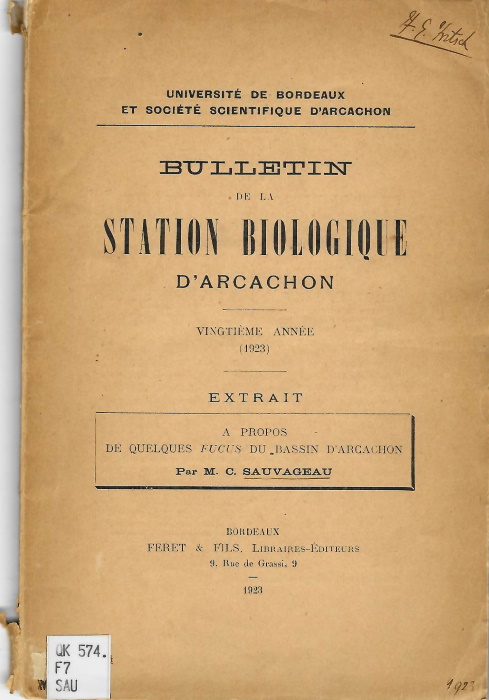 UNIVERSITÉ DE BORDEAUX
ET SOCIÉTÉ SCIENTIFIQUE D'ARCACHON
BULLETIN
DE LA
STATION BIOLOGIQUE
D'ARCACHON
VINGTIÈME ANNÉE
(1923)
EXTRAIT
A PROPOS
DE QUELQUES FUCUS DU BASSIN D'ARCACHON
Par M. C. SAUVAGEAU
BORDEAUX
FERET & FILS, LIBRAIRES-ÉDITEURS
9, Rue de Grassi, 9
1923
QK 574.
F7
SAU